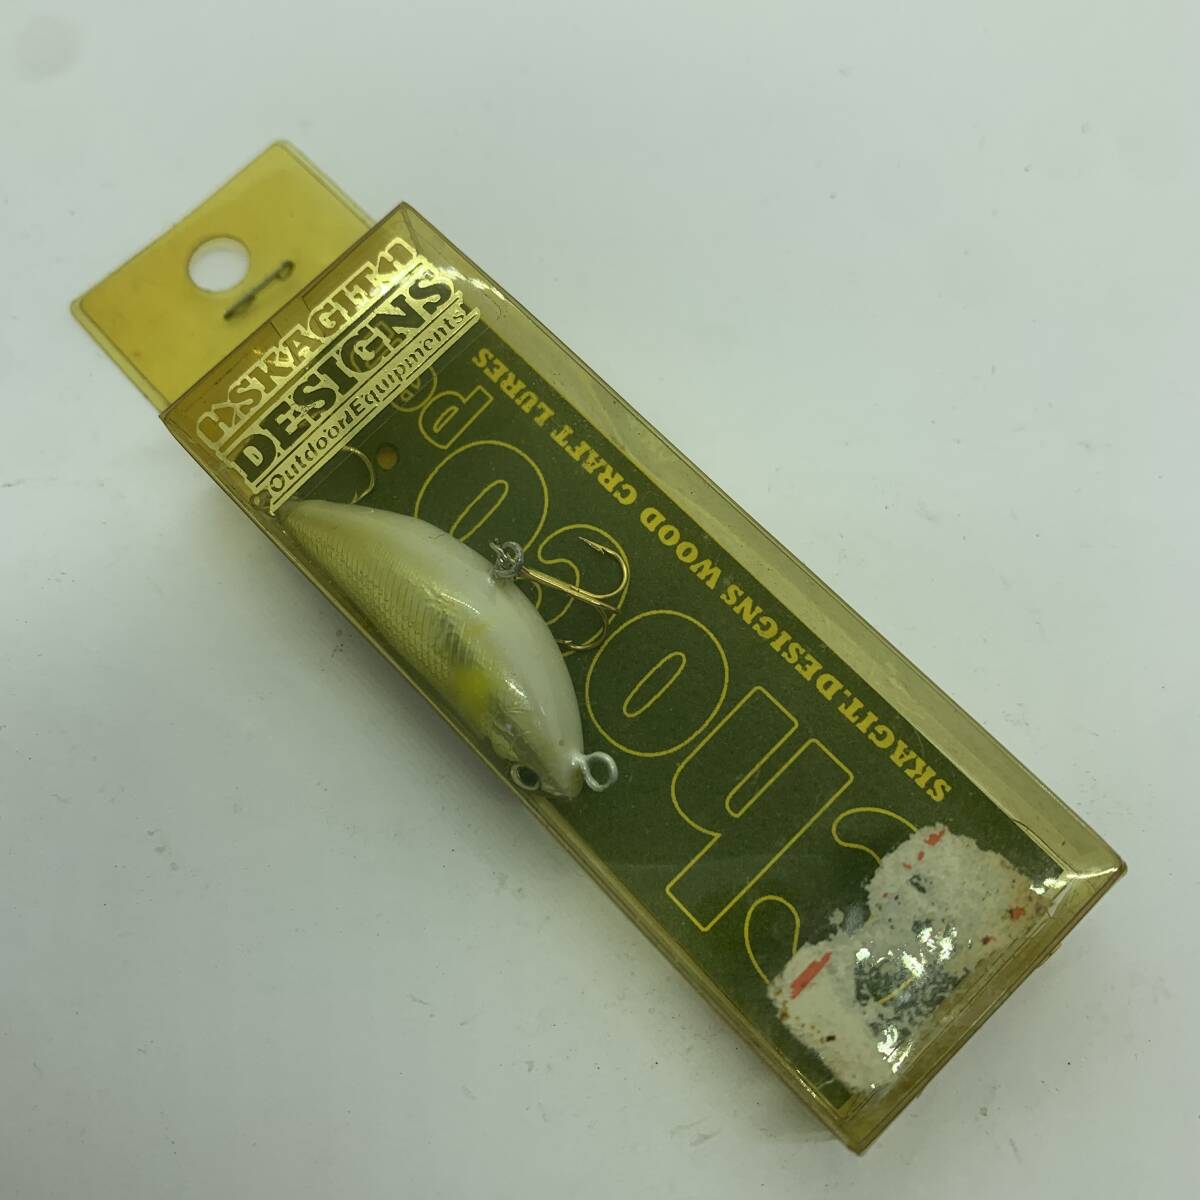 SKAGIT
DESIGNS
Outdoor Equipments
SKAGIT.DESIGNS WOOD CRAFT LURES